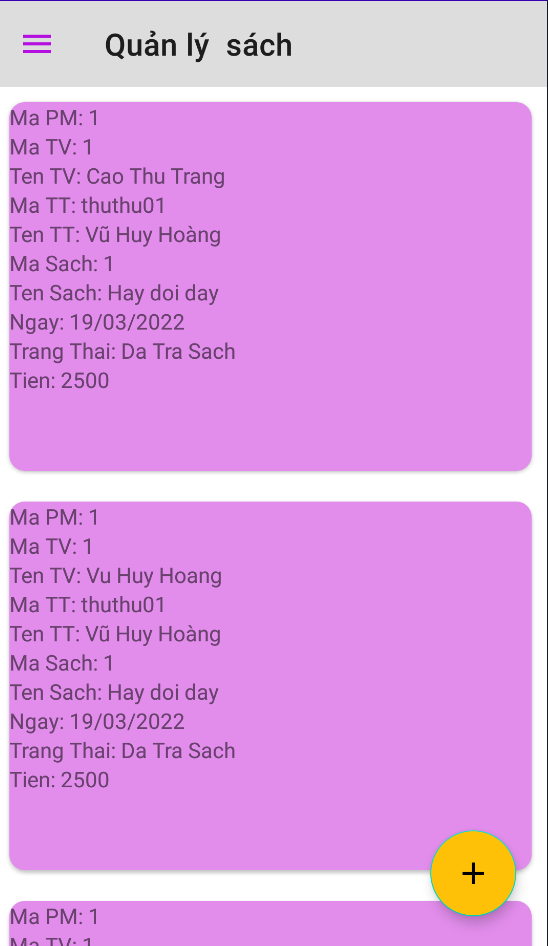 Quản lý  sách
Ma PM: 1
Ma TV: 1
Ten TV: Cao Thu Trang
Ma TT: thuthu01
Ten TT: Vũ Huy Hoàng
Ma Sach: 1
Ten Sach: Hay doi day
Ngay: 19/03/2022
Trang Thai: Da Tra Sach
Tien: 2500
Ma PM: 1
Ma TV: 1
Ten TV: Vu Huy Hoang
Ma TT: thuthu01
Ten TT: Vũ Huy Hoàng
Ma Sach: 1
Ten Sach: Hay doi day
Ngay: 19/03/2022
Trang Thai: Da Tra Sach
Tien: 2500
Ma PM: 1
Ma TV: 1